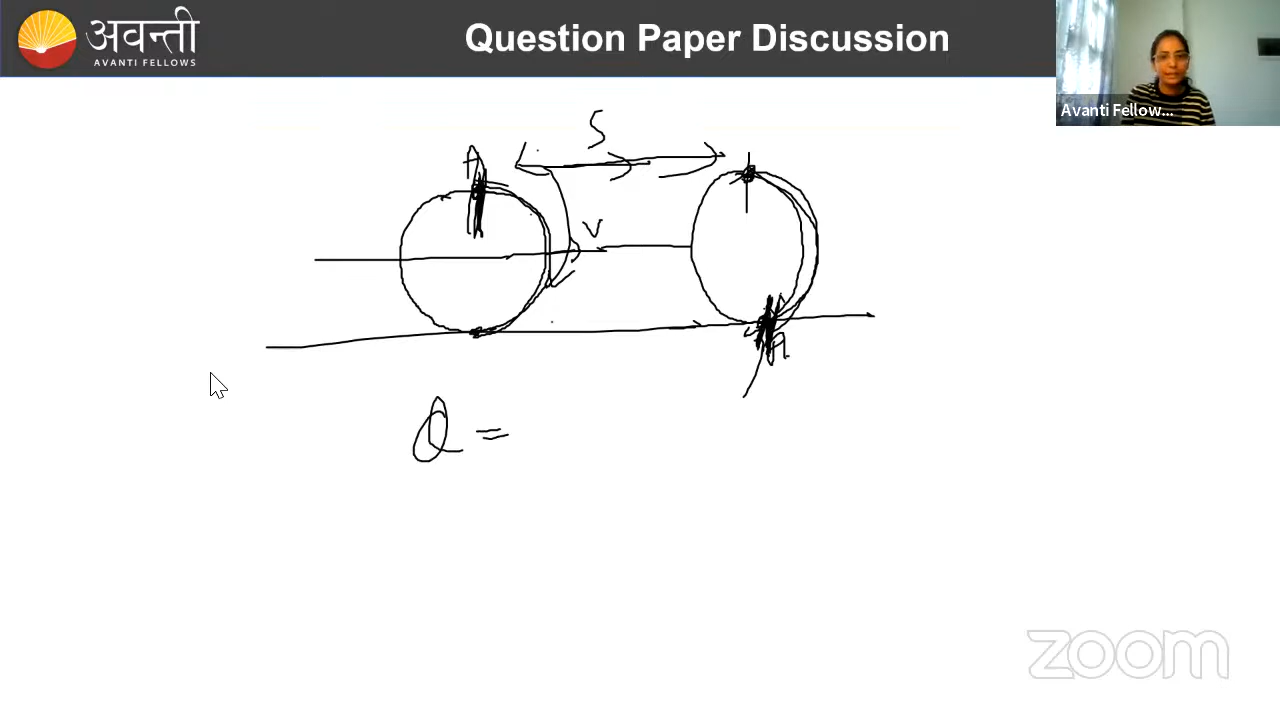 अवन्ती
AVANTI FELLOWS
Question Paper Discussion
Avanti Fellow...
S
A
V
A
Q =
zoom